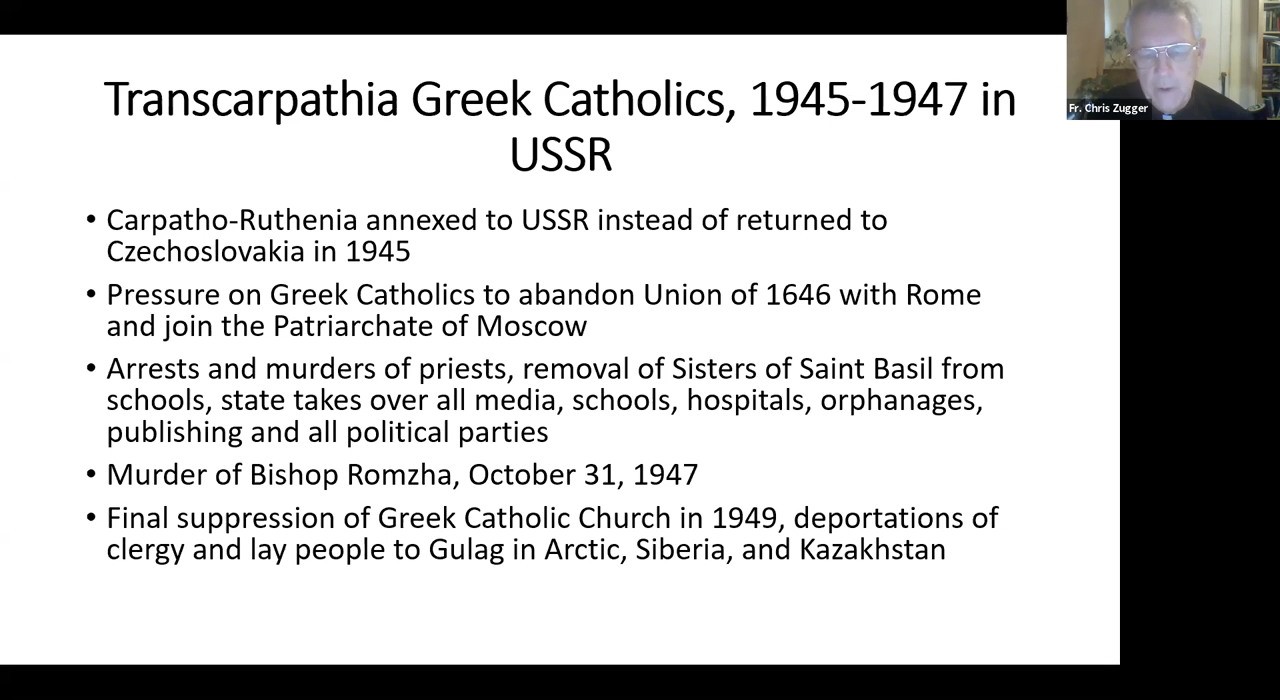 Transcarpathia Greek Catholics, 1945-1947 in
USSR
• Carpatho-Ruthenia annexed to USSR instead of returned to
Czechoslovakia in 1945
• Pressure on Greek Catholics to abandon Union of 1646 with Rome
and join the Patriarchate of Moscow
• Arrests and murders of priests, removal of Sisters of Saint Basil from
schools, state takes over all media, schools, hospitals, orphanages,
publishing and all political parties
• Murder of Bishop Romzha, October 31, 1947
• Final suppression of Greek Catholic Church in 1949, deportations of
clergy and lay people to Gulag in Arctic, Siberia, and Kazakhstan
Fr. Chris Zugger